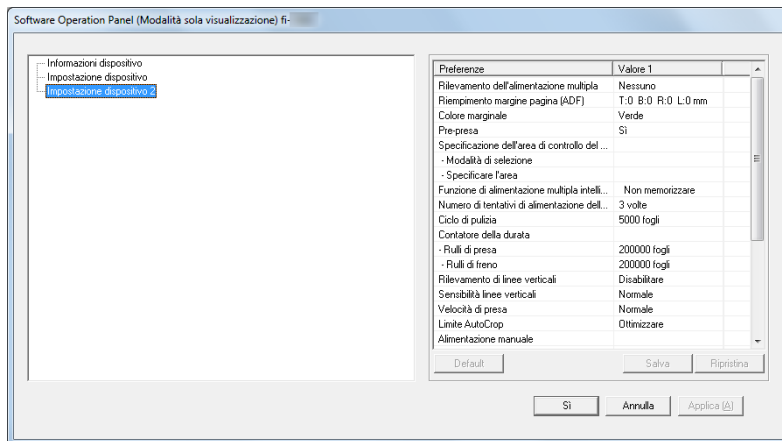 Software Operation Panel (Modalità sola visualizzazione) fi-
Informazioni dispositivo
Impostazione dispositivo
Impostazione dispositivo 2
Preferenze Valore 1
Rilevamento dell'alimentazione multipla Nessuno
Riempimento margine pagina (ADF) T:0 B:0 R:0 L:0 mm
Colore marginale Verde
Pre-presa Sì
Specificazione dell'area di controllo del ...
- Modalità di selezione
- Specificare l'area
Funzione di alimentazione multipla intelli... Non memorizzare
Numero di tentativi di alimentazione dell... 3 volte
Ciclo di pulizia 5000 fogli
Contatore della durata
- Rulli di presa 200000 fogli
- Rulli di freno 200000 fogli
Rilevamento di linee verticali Disabilitare
Sensibilità linee verticali Normale
Velocità di presa Normale
Limite AutoCrop Ottimizzare
Alimentazione manuale
Default Salva Ripristina
Sì Annulla Applica (A)